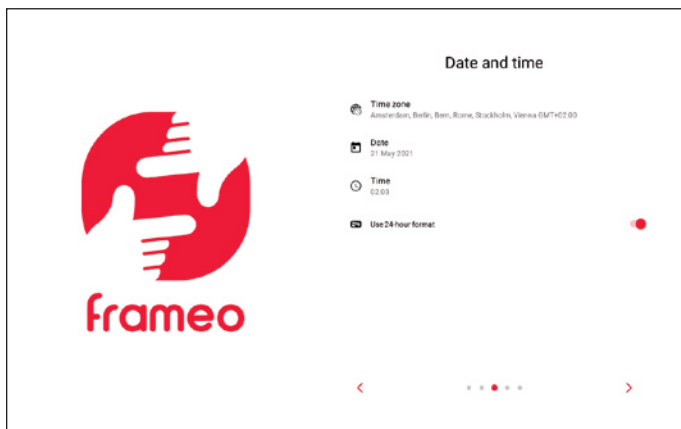 Date and time
Time zone
Amsterdam, Berlin, Bern, Rome, Stockholm, Vienna GMT+02:00
Date
21 May 2021
Time
02:03
Use 24-hour format
frameo